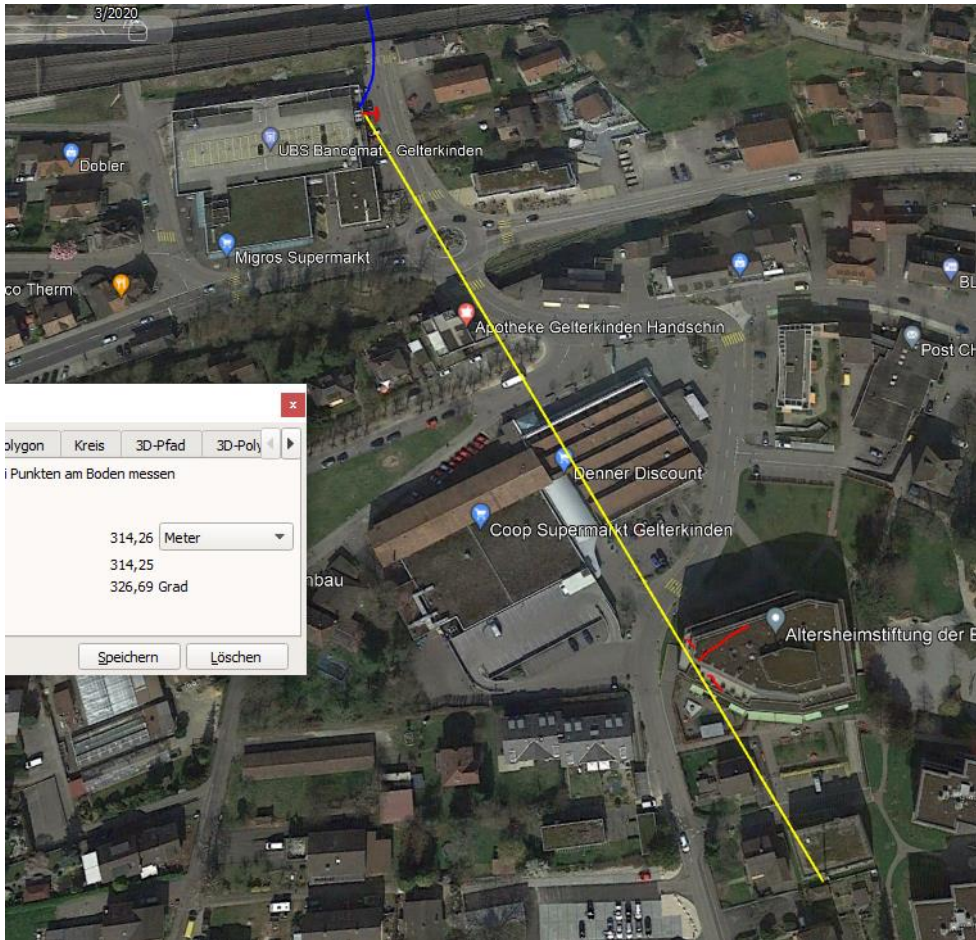 3/2020
UBS Bancomat - Gelterkinden
Dobler
Migros Supermarkt
co Therm
BL
Apotheke Gelterkinden Handschin
Post CH
olygon Kreis 3D-Pfad 3D-Poly
i Punkten am Boden messen
Denner Discount
Coop Supermarkt Gelterkinden
314,26 Meter
314,25
326,69 Grad
nbau
Altersheimstiftung der B
Speichern Löschen